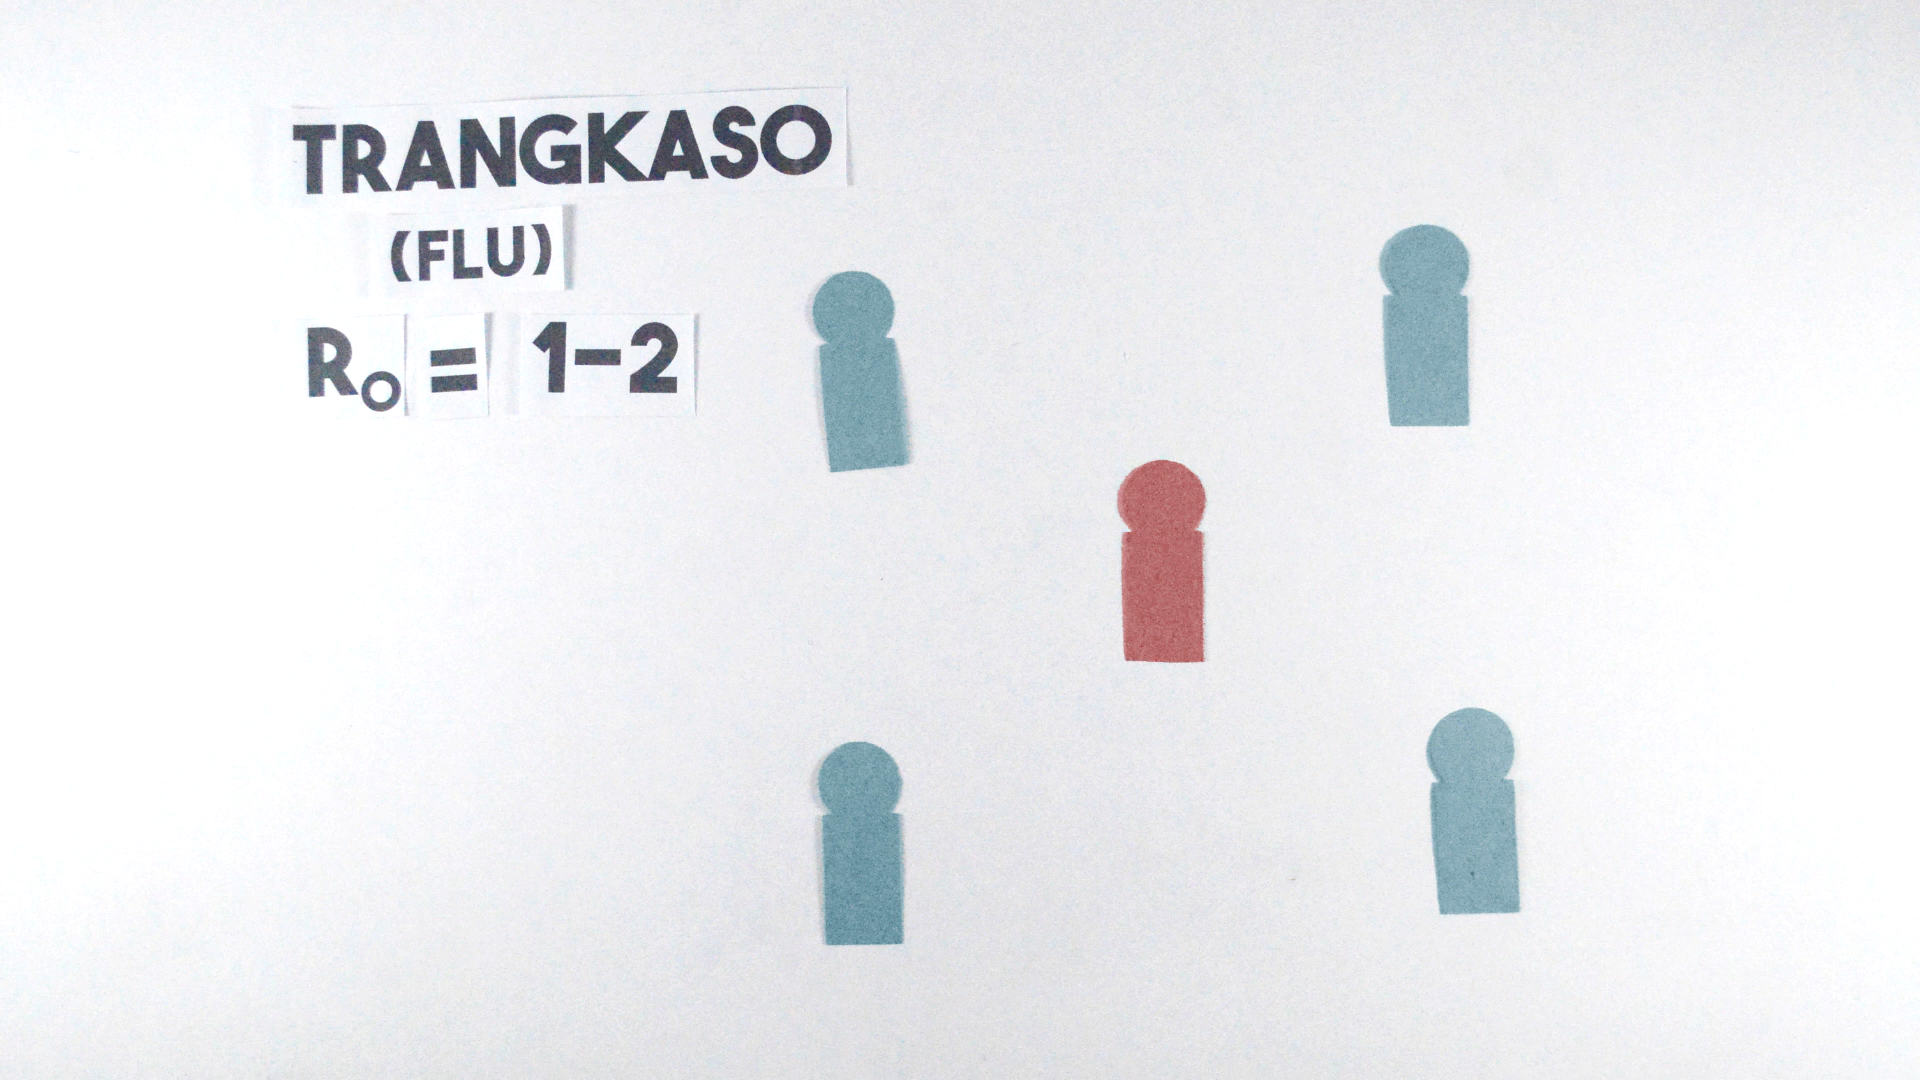 TRANGKASO
(FLU)
R₀ = 1-2